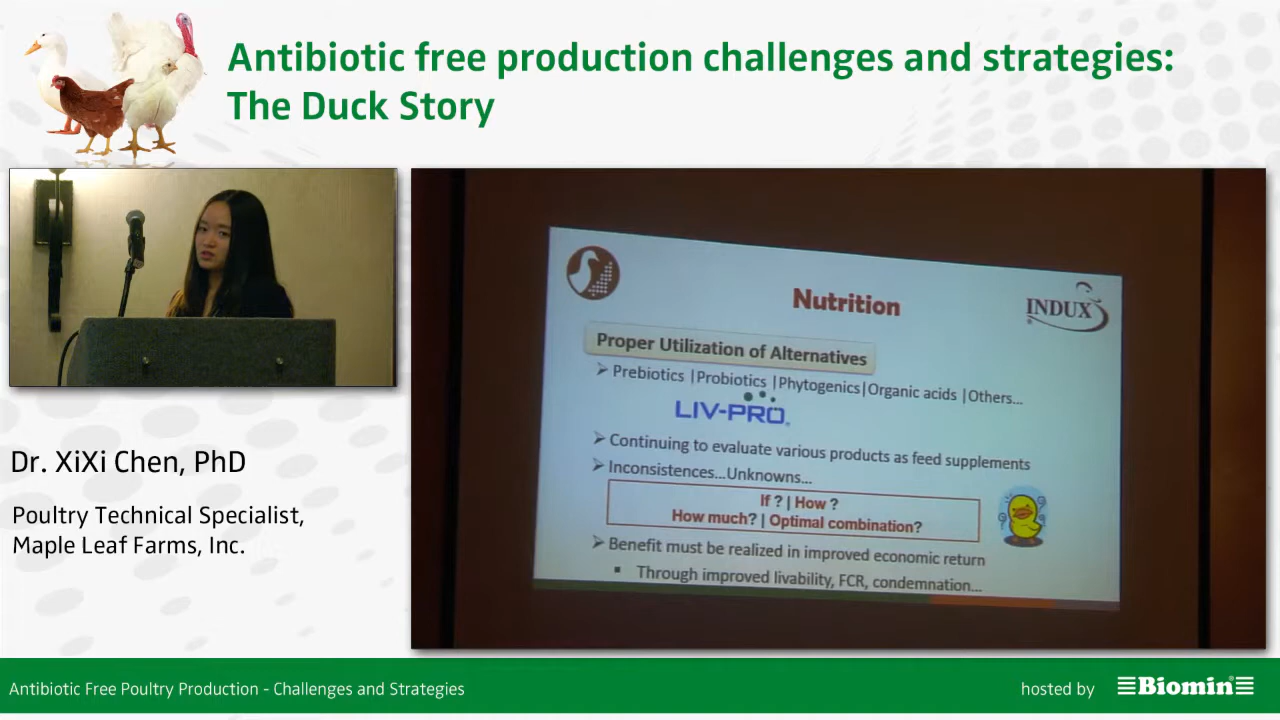 Antibiotic free production challenges and strategies:
The Duck Story
Dr. XiXi Chen, PhD
Poultry Technical Specialist,
Maple Leaf Farms, Inc.
Nutrition
INDUX
Proper Utilization of Alternatives
➢ Prebiotics |Probiotics |Phytogenics|Organic acids |Others...
LIV-PRO®
➢ Continuing to evaluate various products as feed supplements
➢ Inconsistences...Unknowns...
If ? | How ?
How much? | Optimal combination?
➢ Benefit must be realized in improved economic return
▪ Through improved livability, FCR, condemnation...
Antibiotic Free Poultry Production - Challenges and Strategies
hosted by Biomin®